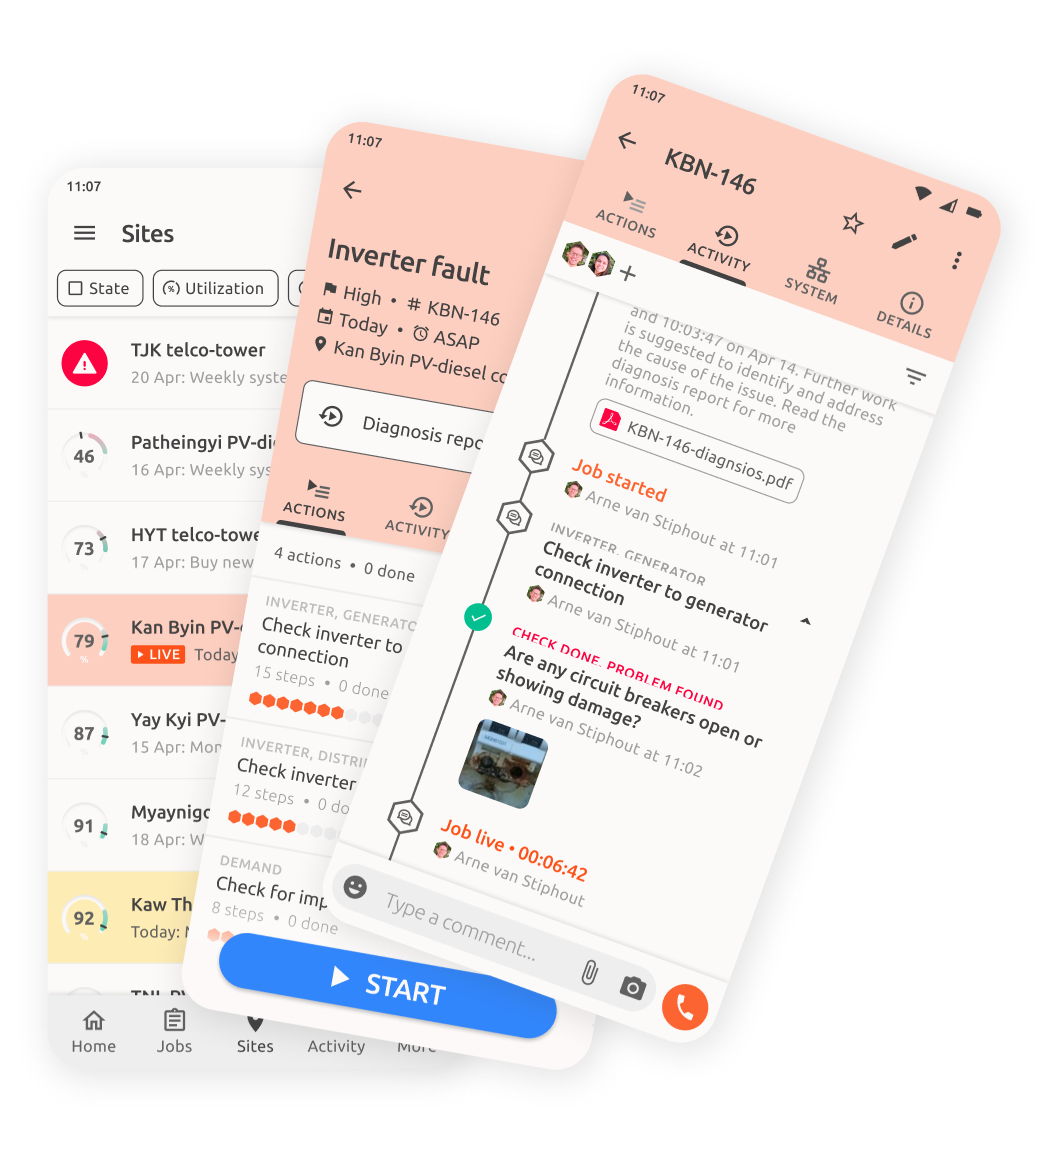 11:07
Sites
State
Utilization
TJK telco-tower
20 Apr: Weekly syste
46
Patheingyi PV-die
16 Apr: Weekly sys
73
HYT telco-towe
17 Apr: Buy new
79
%
Kan Byin PV-
LIVE
Today
87
Yay Kyi PV-
15 Apr: Mon
91
Myaynigo
18 Apr: W
92
%
Kaw Th
Today:
Home
Jobs
Sites
Activity
More
11:07
Inverter fault
High • # KBN-146
Today • ASAP
Kan Byin PV-diesel co
Diagnosis repo
ACTIONS
ACTIVITY
4 actions • 0 done
INVERTER, GENERATO
Check inverter to
connection
15 steps • 0 done
INVERTER, DISTRI
Check inverter
12 steps • 0 do
DEMAND
Check for imp
8 steps • 0 done
START
11:07
KBN-146
ACTIONS
ACTIVITY
SYSTEM
DETAILS
and 10:03:47 on Apr 14. Further work
is suggested to identify and address
the cause of the issue. Read the
diagnosis report for more
information.
KBN-146-diagnsios.pdf
Job started
Arne van Stiphout at 11:01
INVERTER, GENERATOR
Check inverter to generator
connection
Arne van Stiphout at 11:01
CHECK DONE, PROBLEM FOUND
Are any circuit breakers open or
showing damage?
Arne van Stiphout at 11:02
Job live • 00:06:42
Arne van Stiphout
Type a comment...